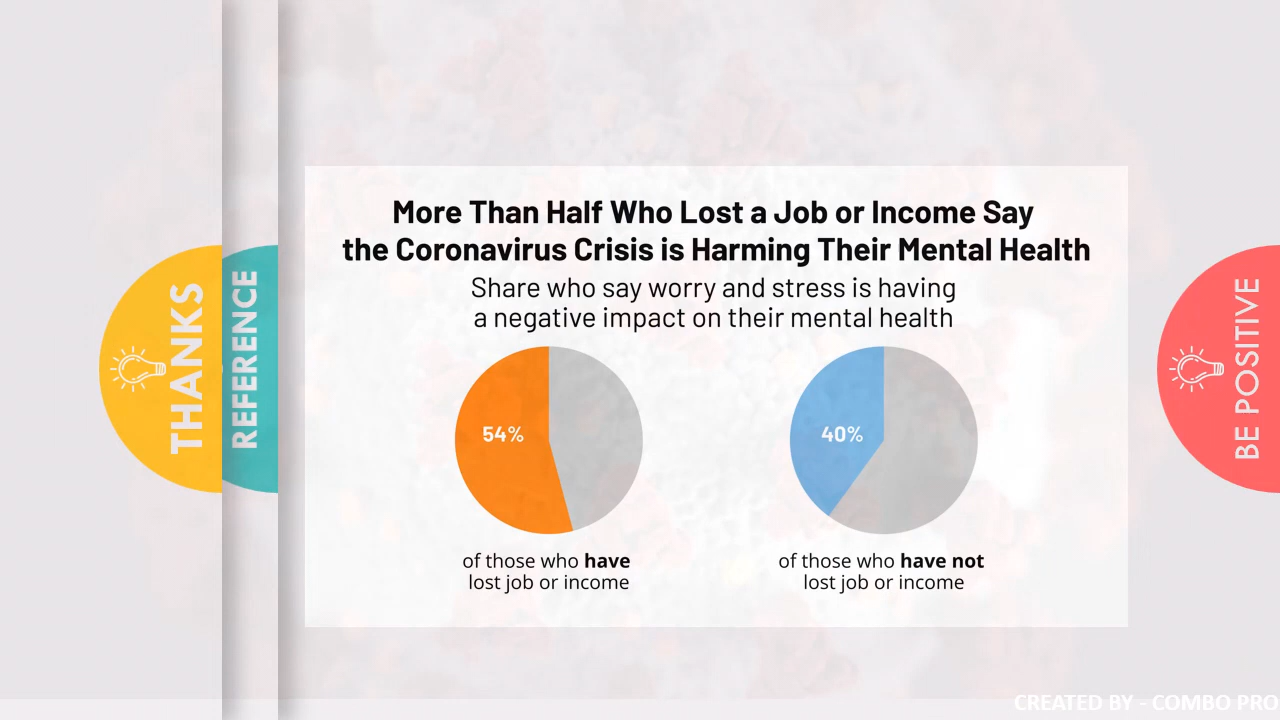 THANKS
REFERENCE
More Than Half Who Lost a Job or Income Say
the Coronavirus Crisis is Harming Their Mental Health
Share who say worry and stress is having
a negative impact on their mental health
54%
40%
of those who have
lost job or income
of those who have not
lost job or income
BE POSITIVE
CREATED BY - COMBO PRO